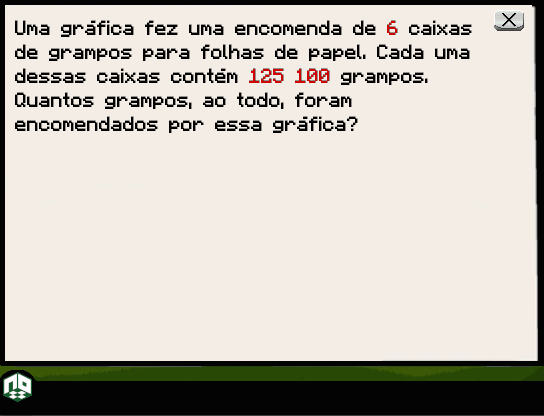 Uma gráfica fez uma encomenda de 6 caixas
de grampos para folhas de papel. Cada uma
dessas caixas contém 125 100 grampos.
Quantos grampos, ao todo, foram
encomendados por essa gráfica?